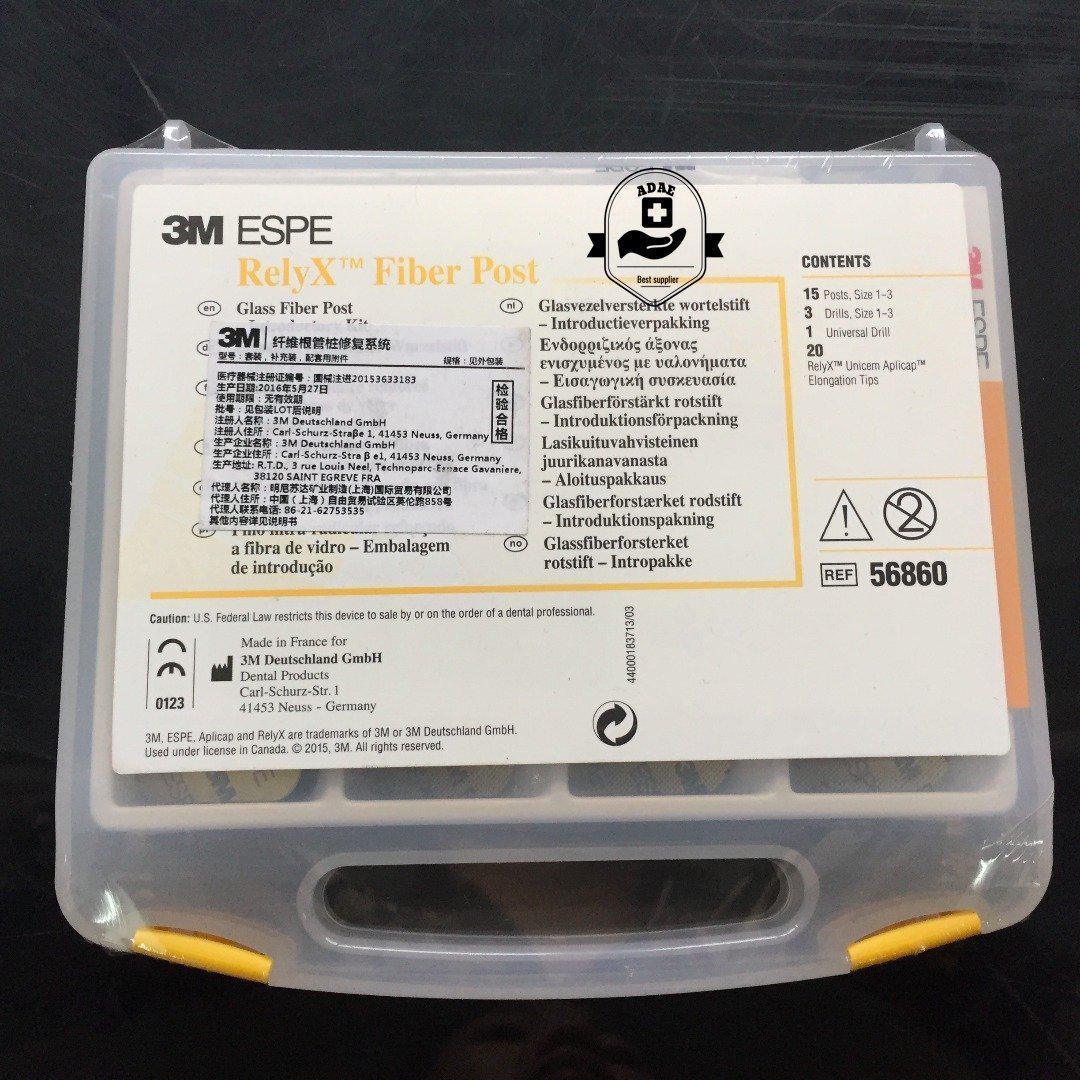 ADAE
Best supplier
3M ESPE
RelyX™ Fiber Post
en
Glass Fiber Post
3M 纤维根管桩修复系统
型号：套装，补充装，配套用附件
规格：见外包装
医疗器械注册证编号：国械注进20153633183
生产日期:2016年5月27日
使用期限：无有效期
批号：见包装LOT后说明
注册人名称：3M Deutschland GmbH
注册人住所：Carl-Schurz-Straße 1, 41453 Neuss, Germany
生产企业名称：3M Deutschland GmbH
生产企业住所：Carl-Schurz-Stra β e1, 41453 Neuss, Germany
生产地址: R.T.D., 3 rue Louis Neel, Technoparc Espace Gavaniere,
38120 SAINT EGREVE FRA
代理人名称：明尼苏达矿业制造(上海)国际贸易有限公司
代理人住所：中国（上海）自由贸易试验区英伦路858号
代理人联系电话: 86-21-62753535
其他内容详见说明书
检验合格
a fibra de vidro – Embalagem
de introdução
nl
Glasvezelversterkte wortelstift
– Introductieverpakking
Ενδορριζικός άξονας
ενισχυμένος με υαλονήματα
– Εισαγωγική συσκευασία
Glasfiberförstärkt rotstift
– Introduktionsförpackning
Lasikuituvahvisteinen
juurikanavanasta
– Aloituspakkaus
Glasfiberforstærket rodstift
– Introduktionspakning
no
Glassfiberforsterket
rotstift – Intropakke
CONTENTS
15 Posts, Size 1–3
3 Drills, Size 1–3
1 Universal Drill
20
RelyX™ Unicem Aplicap™
Elongation Tips
REF 56860
Caution: U.S. Federal Law restricts this device to sale by or on the order of a dental professional.
CE
0123
Made in France for
3M Deutschland GmbH
Dental Products
Carl-Schurz-Str. 1
41453 Neuss - Germany
44000183713/03
3M, ESPE, Aplicap and RelyX are trademarks of 3M or 3M Deutschland GmbH.
Used under license in Canada. © 2015, 3M. All rights reserved.
3M
ESPE